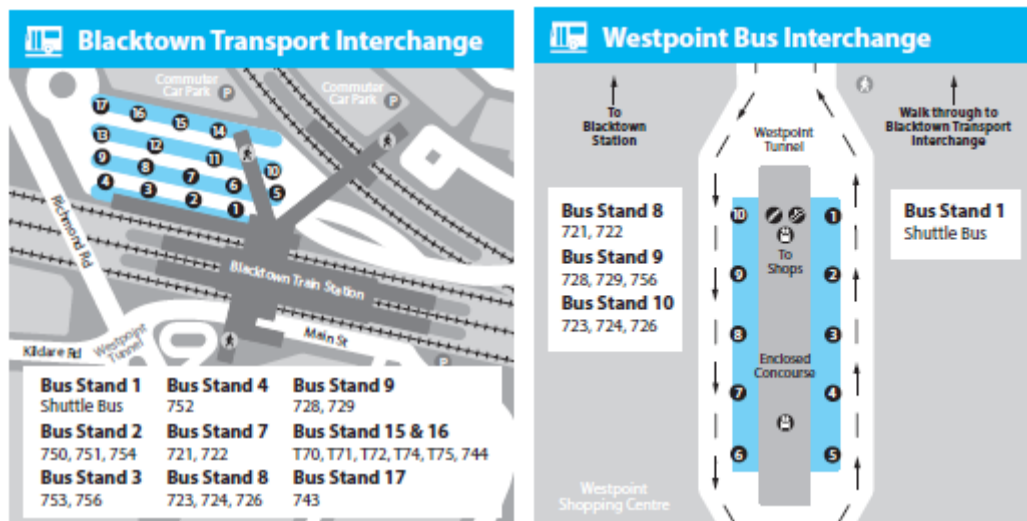 Blacktown Transport Interchange
Commuter
Car Park
P
Commuter
Car Park
P
17
16
15
14
13
12
11
10
9
8
7
6
5
4
3
2
1
Richmond Rd
Blacktown Train Station
Westpoint
Tunnel
Main St
Kildare Rd
P
Bus Stand 1
Shuttle Bus
Bus Stand 2
750, 751, 754
Bus Stand 3
753, 756
Bus Stand 4
752
Bus Stand 7
721, 722
Bus Stand 8
723, 724, 726
Bus Stand 9
728, 729
Bus Stand 15 & 16
T70, T71, T72, T74, T75, 744
Bus Stand 17
743
Westpoint Bus Interchange
To
Blacktown
Station
Westpoint
Tunnel
Walk through to
Blacktown Transport
Interchange
Bus Stand 8
721, 722
Bus Stand 9
728, 729, 756
Bus Stand 10
723, 724, 726
10
9
8
7
6
To
Shops
Enclosed
Concourse
1
2
3
4
5
Bus Stand 1
Shuttle Bus
Westpoint
Shopping Centre